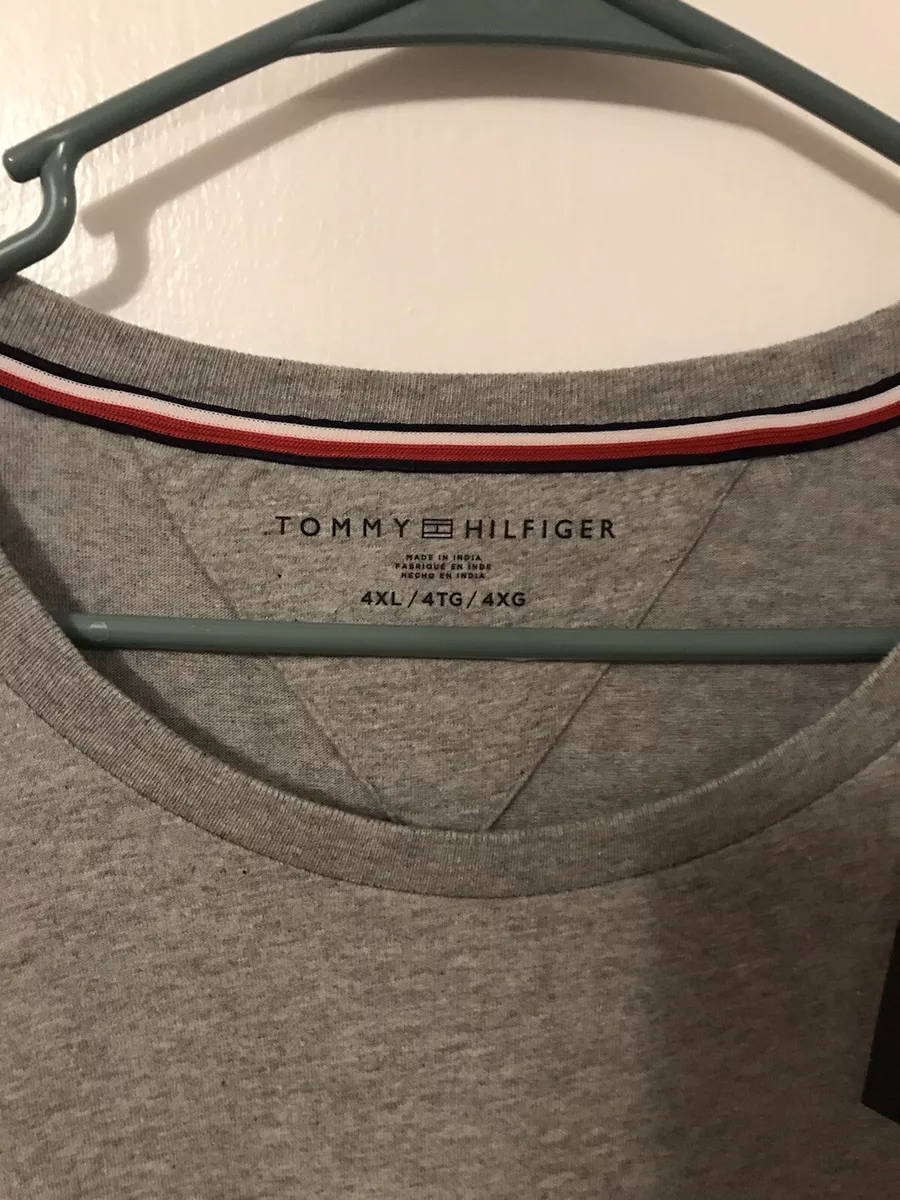 TOMMY HILFIGER
MADE IN INDIA
FABRIQUÉ EN INDE
HECHO EN INDIA
4XL/4TG/4XG